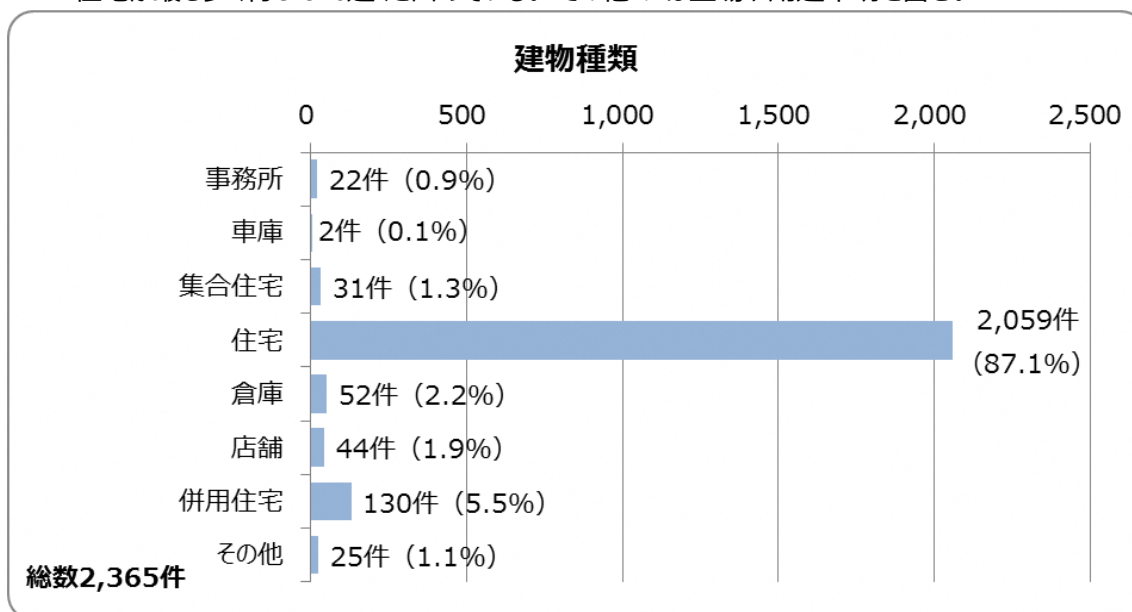 建物種類
0 500 1,000 1,500 2,000 2,500
事務所 22件（0.9%）
車庫 2件（0.1%）
集合住宅 31件（1.3%）
住宅 2,059件
（87.1%）
倉庫 52件（2.2%）
店舗 44件（1.9%）
併用住宅 130件（5.5%）
その他 25件（1.1%）
総数2,365件